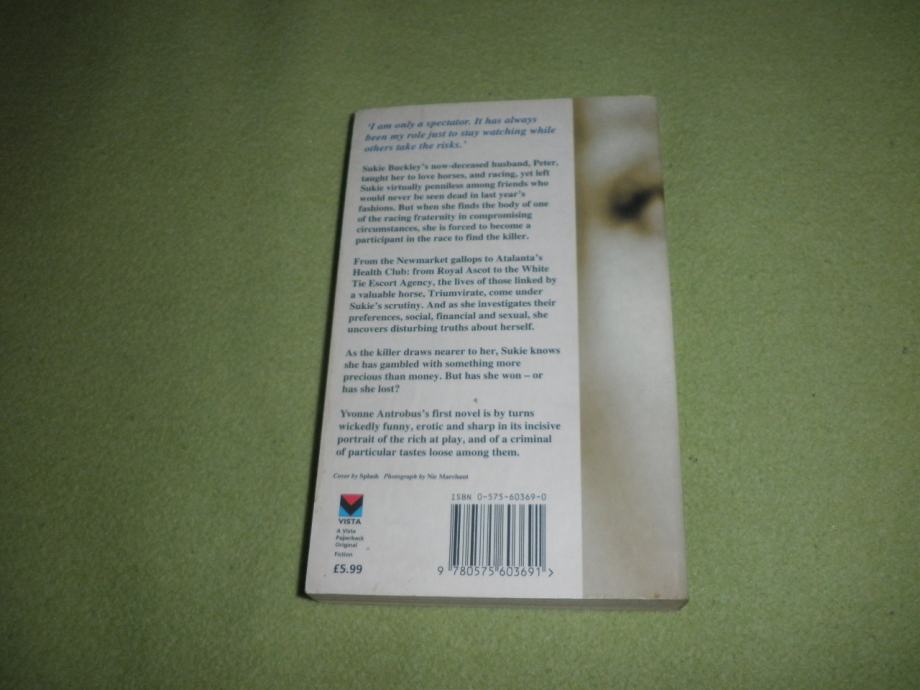 'I am only a spectator. It has always
been my role just to stay watching while
others take the risks.'
Sukie Buckley's now-deceased husband, Peter,
taught her to love horses, and racing, yet left
Sukie virtually penniless among friends who
would never be seen dead in last year's
fashions. But when she finds the body of one
of the racing fraternity in compromising
circumstances, she is forced to become a
participant in the race to find the killer.
From the Newmarket gallops to Atalanta's
Health Club: from Royal Ascot to the White
Tie Escort Agency, the lives of those linked by
a valuable horse, Triumvirate, come under
Sukie's scrutiny. And as she investigates their
preferences, social, financial and sexual, she
uncovers disturbing truths about herself.
As the killer draws nearer to her, Sukie knows
she has gambled with something more
precious than money. But has she won – or
has she lost?
Yvonne Antrobus's first novel is by turns
wickedly funny, erotic and sharp in its incisive
portrait of the rich at play, and of a criminal
of particular tastes loose among them.
Cover by Splash Photograph by Nic Marchant
VISTA
A Vista
Paperback
Original
Fiction
£5.99
ISBN 0-575-60369-0
9 780575 603691 >